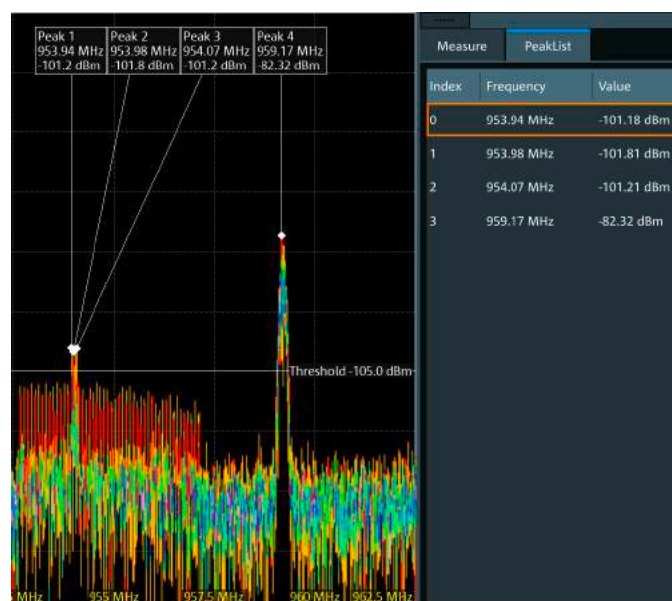 Peak 1 Peak 2 Peak 3 Peak 4
953.94 MHz 953.98 MHz 954.07 MHz 959.17 MHz
-101.2 dBm -101.8 dBm -101.2 dBm -82.32 dBm
Measure PeakList
Index Frequency Value
0 953.94 MHz -101.18 dBm
1 953.98 MHz -101.81 dBm
2 954.07 MHz -101.21 dBm
3 959.17 MHz -82.32 dBm
Threshold -105.0 dBm
MHz 955 MHz 957.5 MHz 960 MHz 962.5 MHz